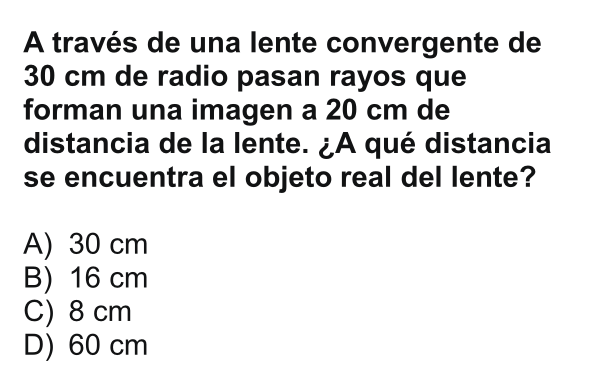 A través de una lente convergente de
30 cm de radio pasan rayos que
forman una imagen a 20 cm de
distancia de la lente. ¿A qué distancia
se encuentra el objeto real del lente?
A) 30 cm
B) 16 cm
C) 8 cm
D) 60 cm